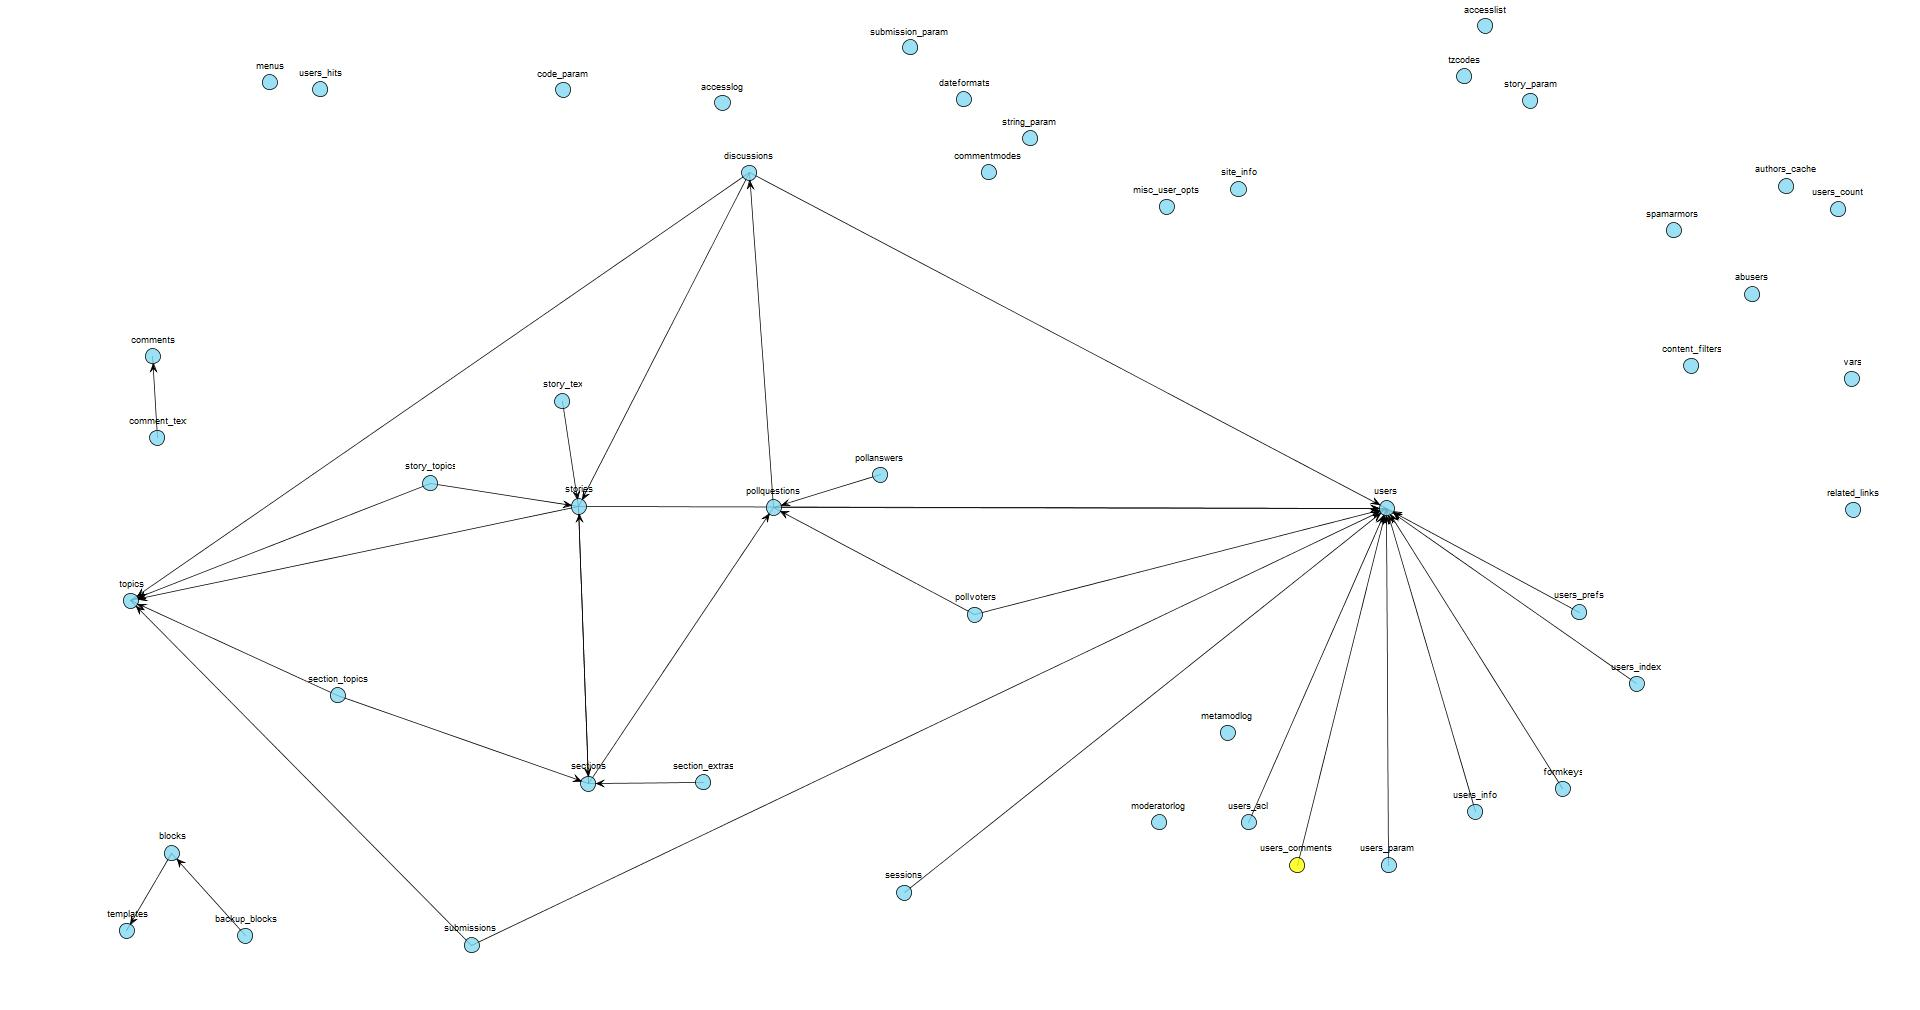 accesslist
submission_param
tzcodes
menus
users_hits
code_param
accesslog
dateformats
story_param
string_param
discussions
commentmodes
site_info
authors_cache
misc_user_opts
users_count
spamarmors
abusers
comments
content_filters
vars
story_tex
comment_tex
story_topics
pollanswers
stories
pollquestions
users
related_links
topics
pollvoters
users_prefs
section_topics
users_index
metamodlog
sections
section_extras
formkeys
users_info
moderatorlog
users_acl
blocks
users_comments
users_param
sessions
templates
backup_blocks
submissions